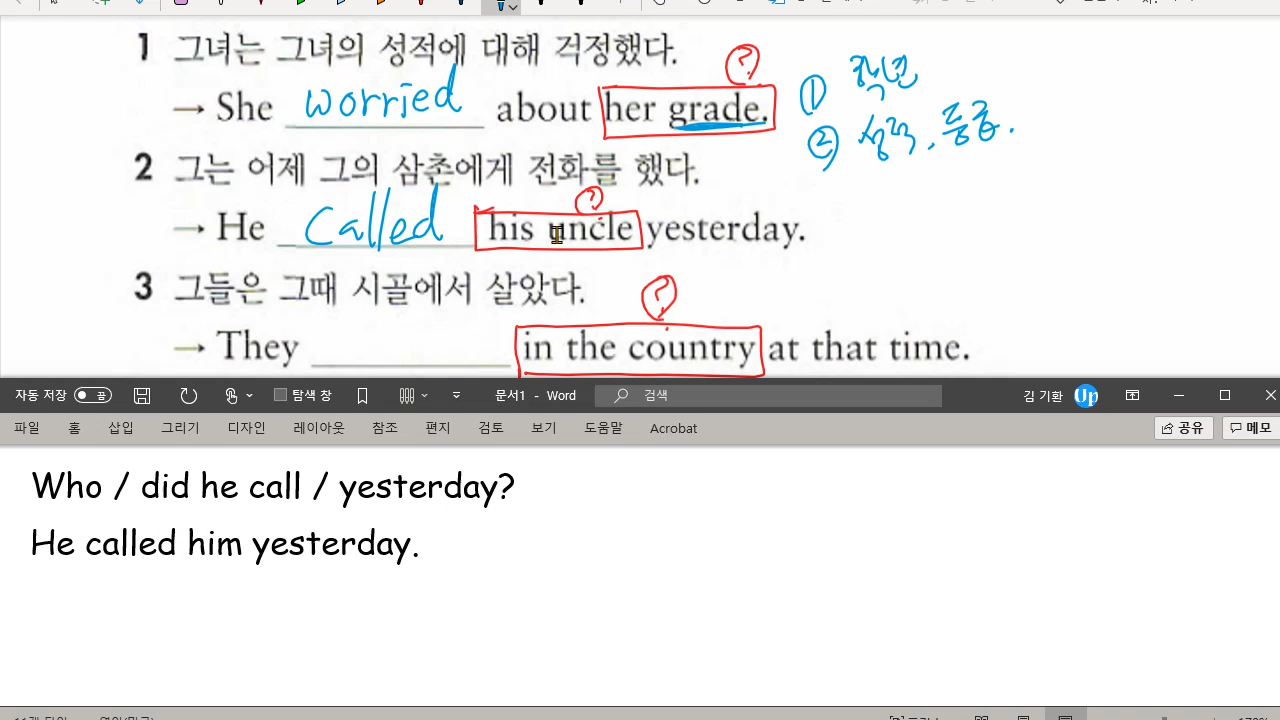 1 그녀는 그녀의 성적에 대해 걱정했다.
→ She worried about her grade.
?
① 학년
② 성적, 등급.
2 그는 어제 그의 삼촌에게 전화를 했다.
→ He called his uncle yesterday.
?
3 그들은 그때 시골에서 살았다.
→ They __________ in the country at that time.
?
자동 저장 끔 탐색 창 문서1 - Word 검색 김 기환 Up
파일 홈 삽입 그리기 디자인 레이아웃 참조 편지 검토 보기 도움말 Acrobat 공유 메모
Who / did he call / yesterday?
He called him yesterday.